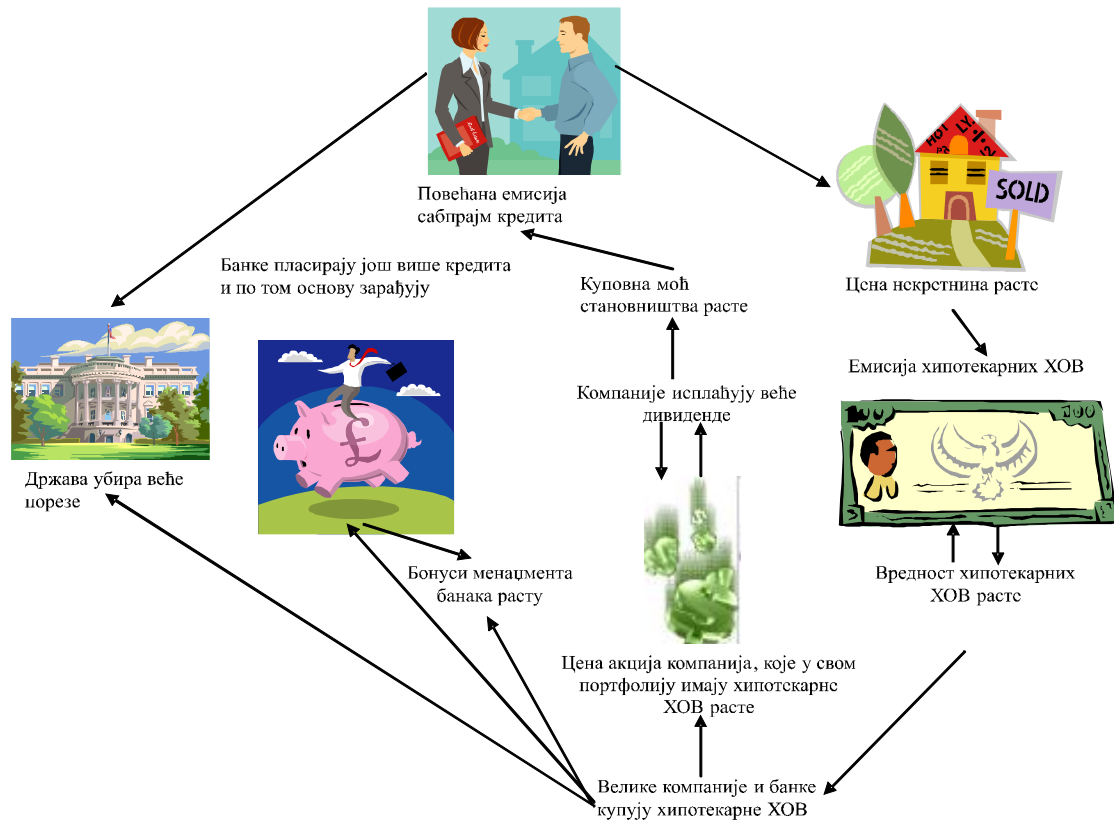 Повећана емисија
сабпрајм кредита
SOLD
Банке пласирају још више кредита
и по том основу зарађују
Куповна моћ
становништва расте
Цена некретнина расте
Емисија хипотекарних ХОВ
Компаније исплаћују веће
дивиденде
100
Држава убира веће
порезе
£
Бонуси менаџмента
банака расту
Вредност хипотекарних
ХОВ расте
Цена акција компанија, које у свом
портфолију имају хипотекарне
ХОВ расте
Велике компаније и банке
купују хипотекарне ХОВ